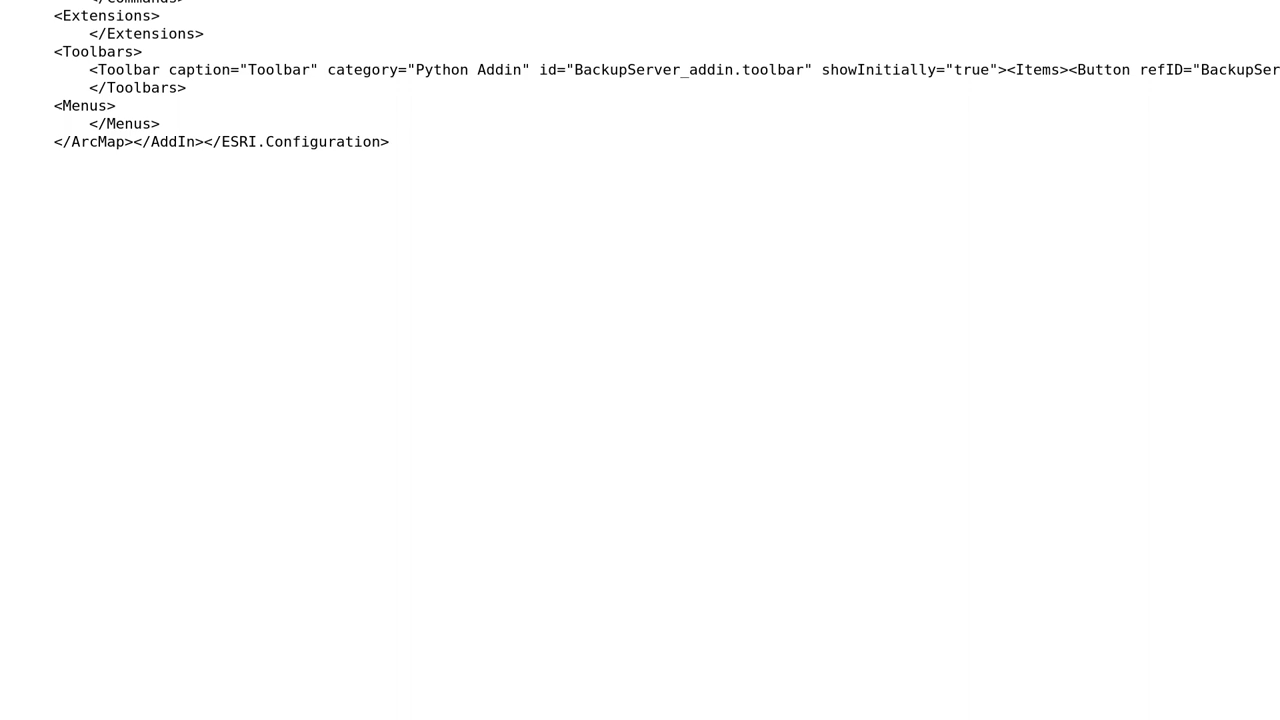 </Commands>
<Extensions>
</Extensions>
<Toolbars>
<Toolbar caption="Toolbar" category="Python Addin" id="BackupServer_addin.toolbar" showInitially="true"><Items><Button refID="BackupSer
</Toolbars>
<Menus>
</Menus>
</ArcMap></AddIn></ESRI.Configuration>